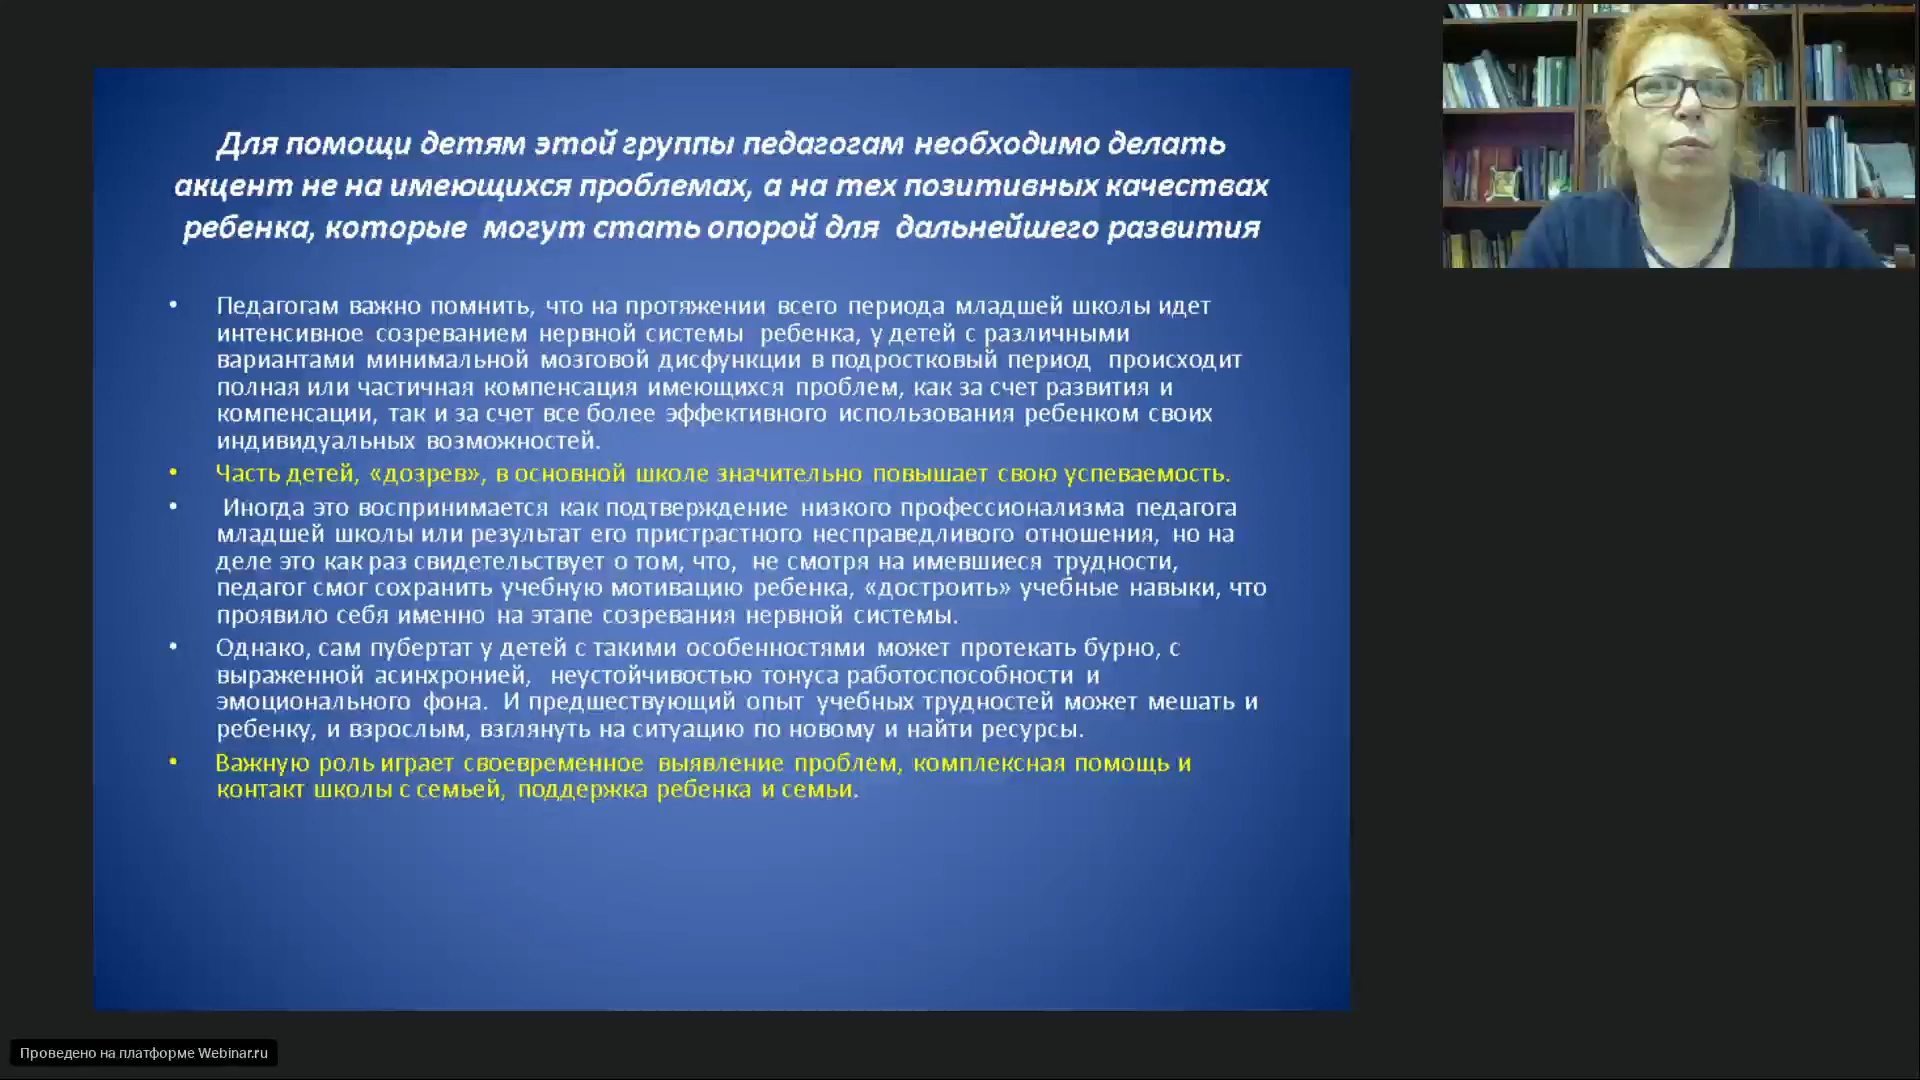 Для помощи детям этой группы педагогам необходимо делать
акцент не на имеющихся проблемах, а на тех позитивных качествах
ребенка, которые могут стать опорой для дальнейшего развития
• Педагогам важно помнить, что на протяжении всего периода младшей школы идет
интенсивное созреванием нервной системы ребенка, у детей с различными
вариантами минимальной мозговой дисфункции в подростковый период происходит
полная или частичная компенсация имеющихся проблем, как за счет развития и
компенсации, так и за счет все более эффективного использования ребенком своих
индивидуальных возможностей.
• Часть детей, «дозрев», в основной школе значительно повышает свою успеваемость.
• Иногда это воспринимается как подтверждение низкого профессионализма педагога
младшей школы или результат его пристрастного несправедливого отношения, но на
деле это как раз свидетельствует о том, что, не смотря на имевшиеся трудности,
педагог смог сохранить учебную мотивацию ребенка, «достроить» учебные навыки, что
проявило себя именно на этапе созревания нервной системы.
• Однако, сам пубертат у детей с такими особенностями может протекать бурно, с
выраженной асинхронией, неустойчивостью тонуса работоспособности и
эмоционального фона. И предшествующий опыт учебных трудностей может мешать и
ребенку, и взрослым, взглянуть на ситуацию по новому и найти ресурсы.
• Важную роль играет своевременное выявление проблем, комплексная помощь и
контакт школы с семьей, поддержка ребенка и семьи.
Проведено на платформе Webinar.ru